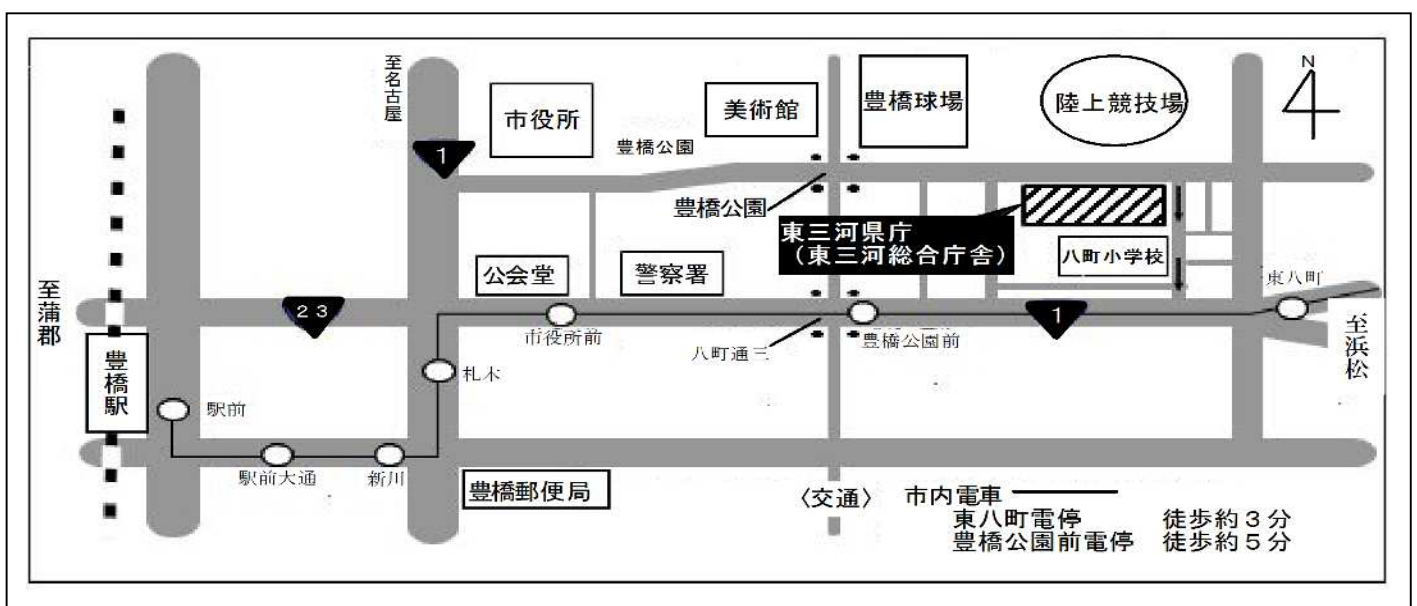 至名古屋
N
市役所
美術館
豊橋球場
陸上競技場
1
豊橋公園
豊橋公園
東三河県庁
(東三河総合庁舎)
八町小学校
公会堂
警察署
東八町
至蒲郡
23
1
市役所前
八町通三
豊橋公園前
至浜松
豊橋駅
札木
駅前
駅前大通
新川
豊橋郵便局
〈交通〉 市内電車
東八町電停 徒歩約3分
豊橋公園前電停 徒歩約5分